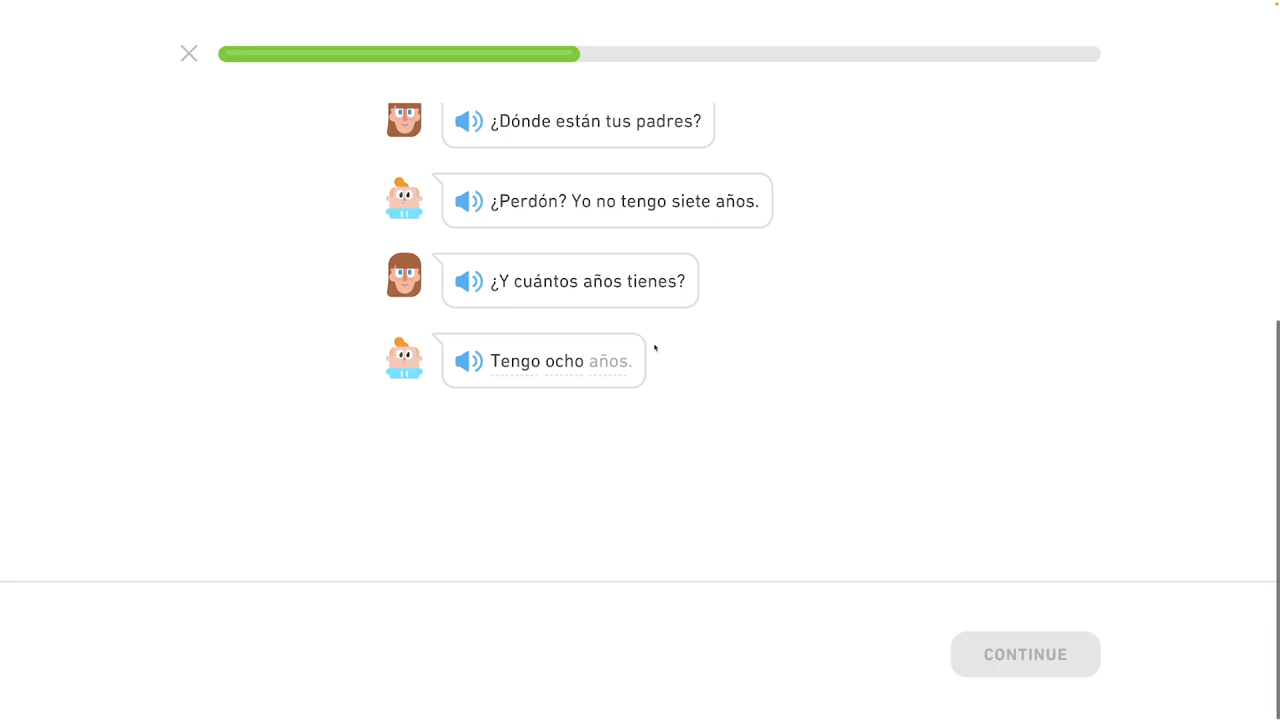 ¿Dónde están tus padres?
¿Perdón? Yo no tengo siete años.
¿Y cuántos años tienes?
Tengo ocho años.
CONTINUE